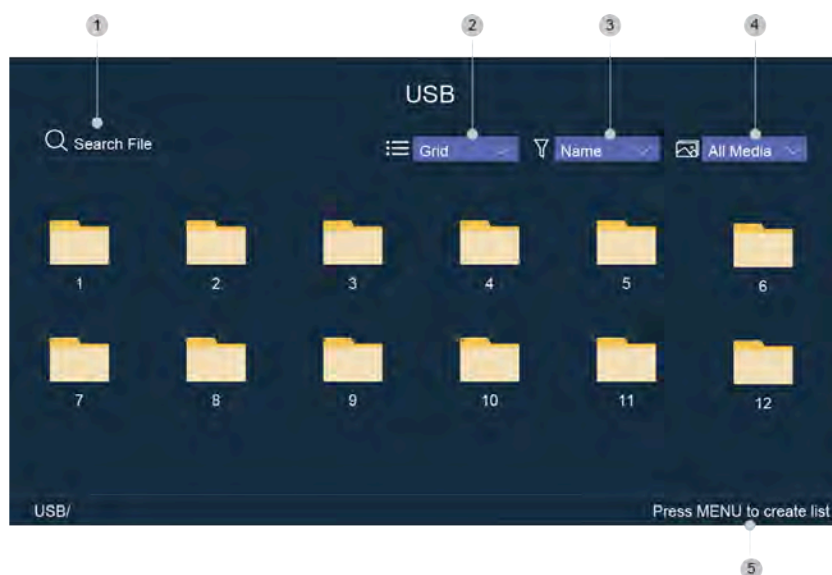 1 2 3 4
USB
Search File Grid Name All Media
1 2 3 4 5 6
7 8 9 10 11 12
USB/ Press MENU to create list
5